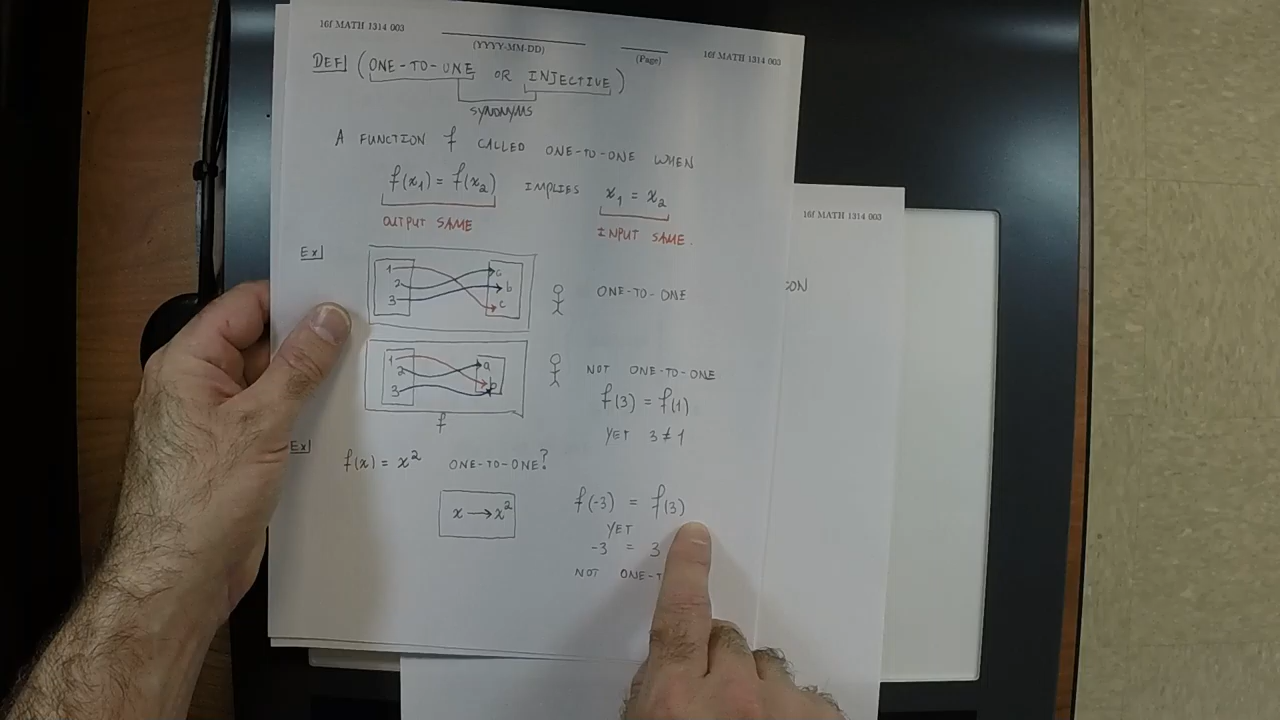 16f MATH 1314 003
(YYYY-MM-DD)
(Page)
16f MATH 1314 003
DEF (ONE-TO-ONE OR INJECTIVE)
SYNONYMS
A FUNCTION f CALLED ONE-TO-ONE WHEN
f(x₁) = f(x₂) IMPLIES x₁ = x₂
OUTPUT SAME
INPUT SAME.
16f MATH 1314 003
Ex
1
2
3
b
c
ONE-TO-ONE
1
2
3
a
b
f
NOT ONE-TO-ONE
f(3) = f(1)
YET 3 ≠ 1
Ex
f(x) = x² ONE-TO-ONE?
x → x²
f(-3) = f(3)
YET
-3 = 3
NOT